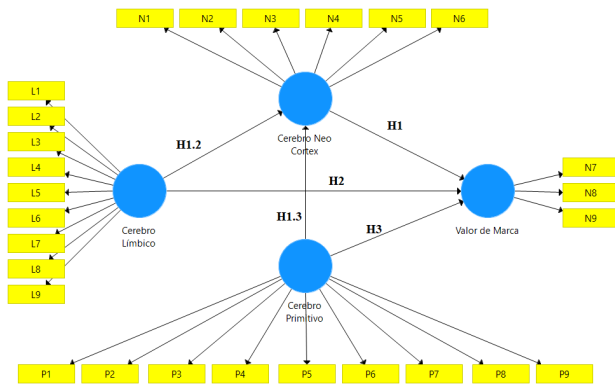 N1
N2
N3
N4
N5
N6
L1
L2
L3
L4
L5
L6
L7
L8
L9
Cerebro Neo
Cortex
H1.2
H1
H2
H1.3
H3
Cerebro
Límbico
Valor de Marca
N7
N8
N9
Cerebro
Primitivo
P1
P2
P3
P4
P5
P6
P7
P8
P9